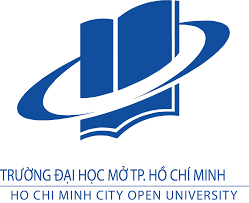 TRƯỜNG ĐẠI HỌC MỞ TP. HỒ CHÍ MINH
HO CHI MINH CITY OPEN UNIVERSITY